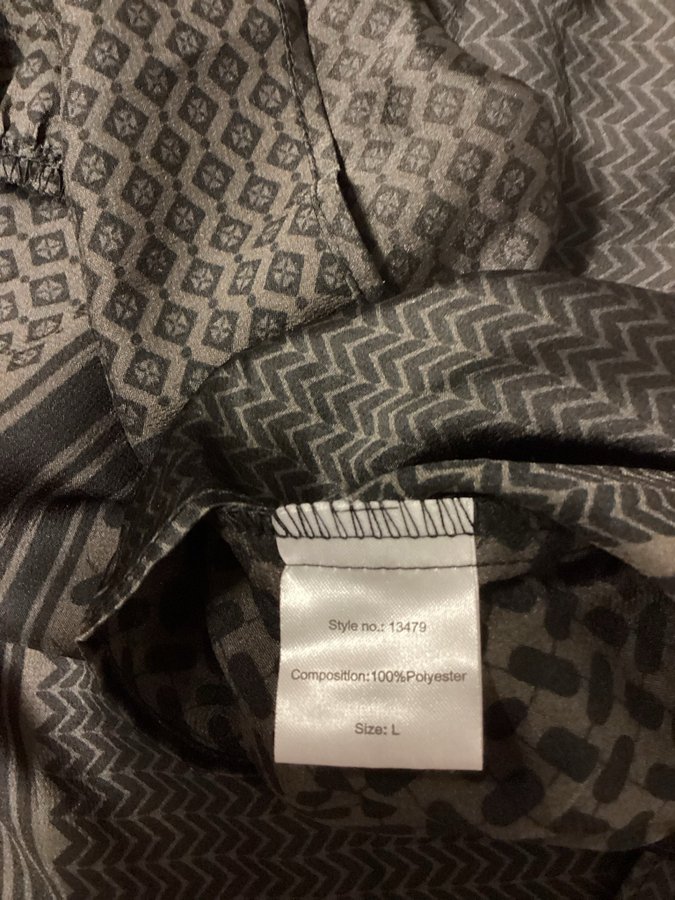 Style no.: 13479
Composition:100%Polyester
Size: L